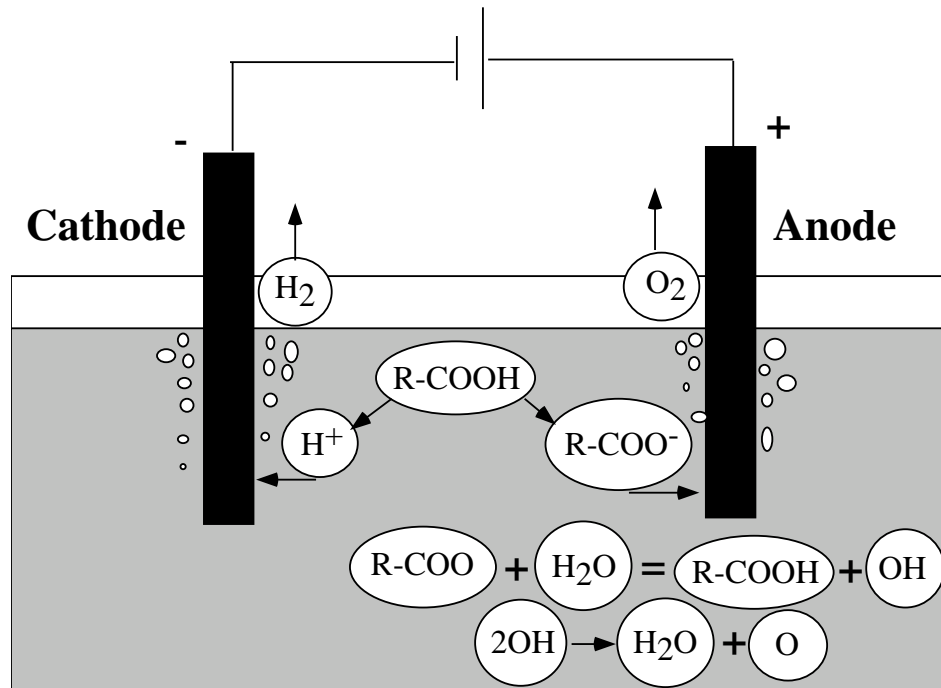 - +
Cathode Anode
H2 O2
R-COOH
H+ R-COO-
R-COO + H2O = R-COOH + OH
2OH → H2O + O